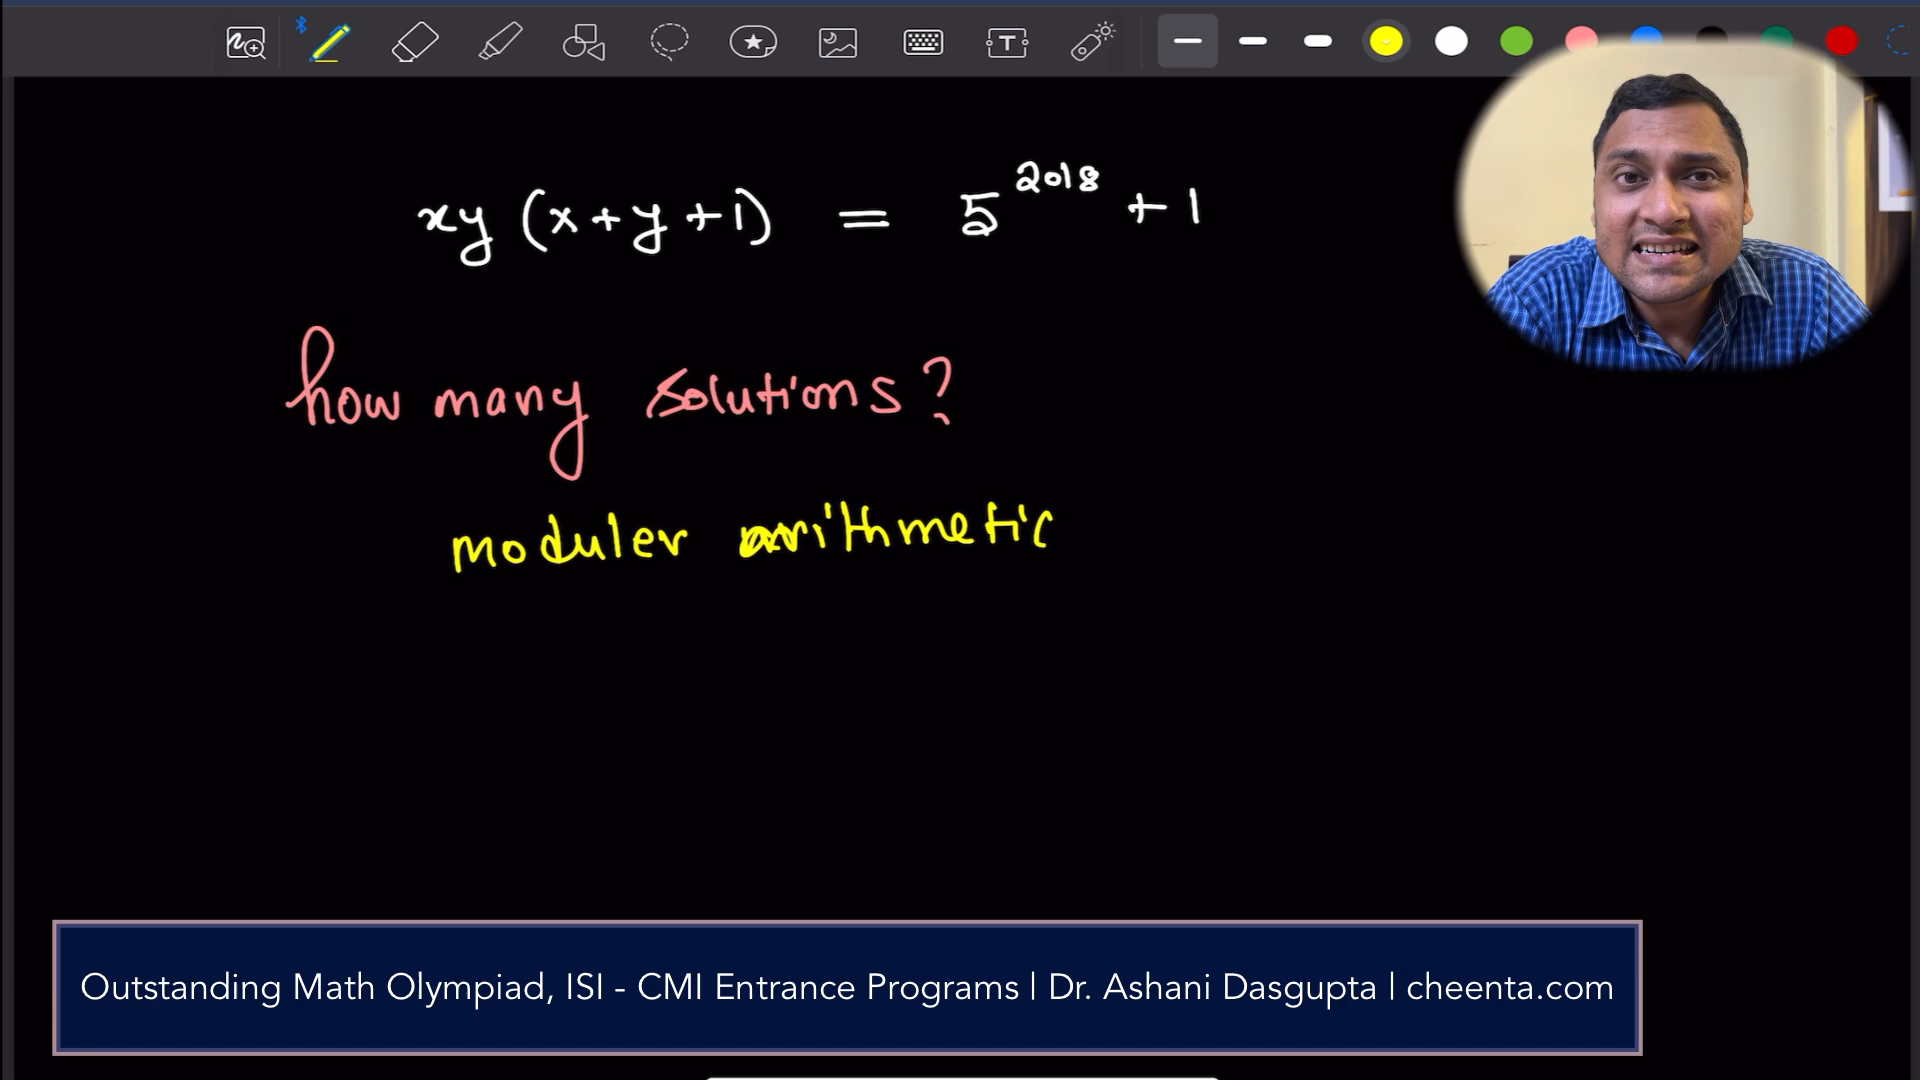 xy (x+y+1) = 5^2018 + 1
how many solutions?
moduler arithmetic
Outstanding Math Olympiad, ISI - CMI Entrance Programs | Dr. Ashani Dasgupta | cheenta.com